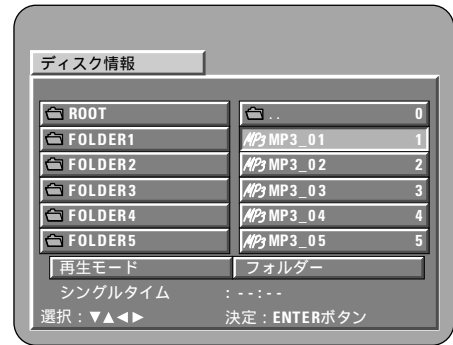 ディスク情報
ROOT
FOLDER1
FOLDER2
FOLDER3
FOLDER4
FOLDER5
.. 0
MP3 MP3_01 1
MP3 MP3_02 2
MP3 MP3_03 3
MP3 MP3_04 4
MP3 MP3_05 5
再生モード フォルダー
シングルタイム :--:--
選択:▼▲◀▶ 決定:ENTERボタン